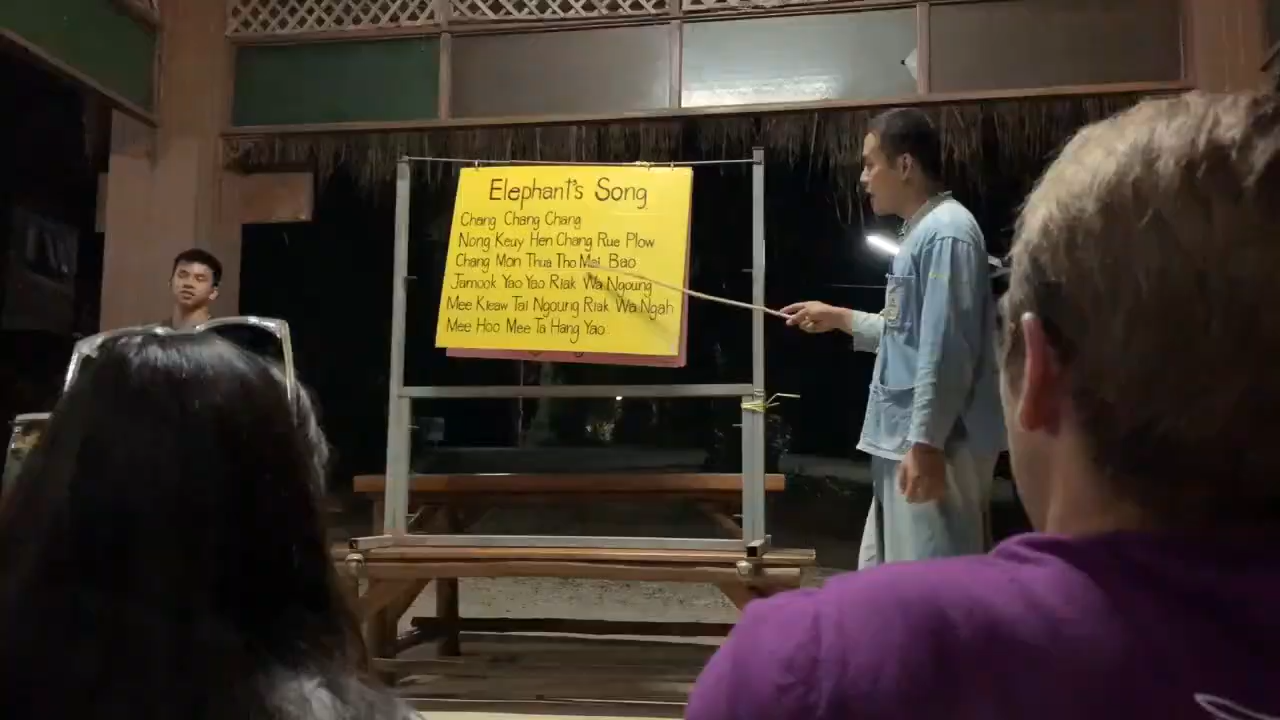 Elephant's Song
Chang Chang Chang
Nong Keuy Hen Chang Rue Plow
Chang Mon Thua Tho Mai Bao
Jamook Yao Yao Riak Wa Ngoung
Mee Kieaw Tai Ngoung Riak Wa Ngah
Mee Hoo Mee Ta Hang Yao